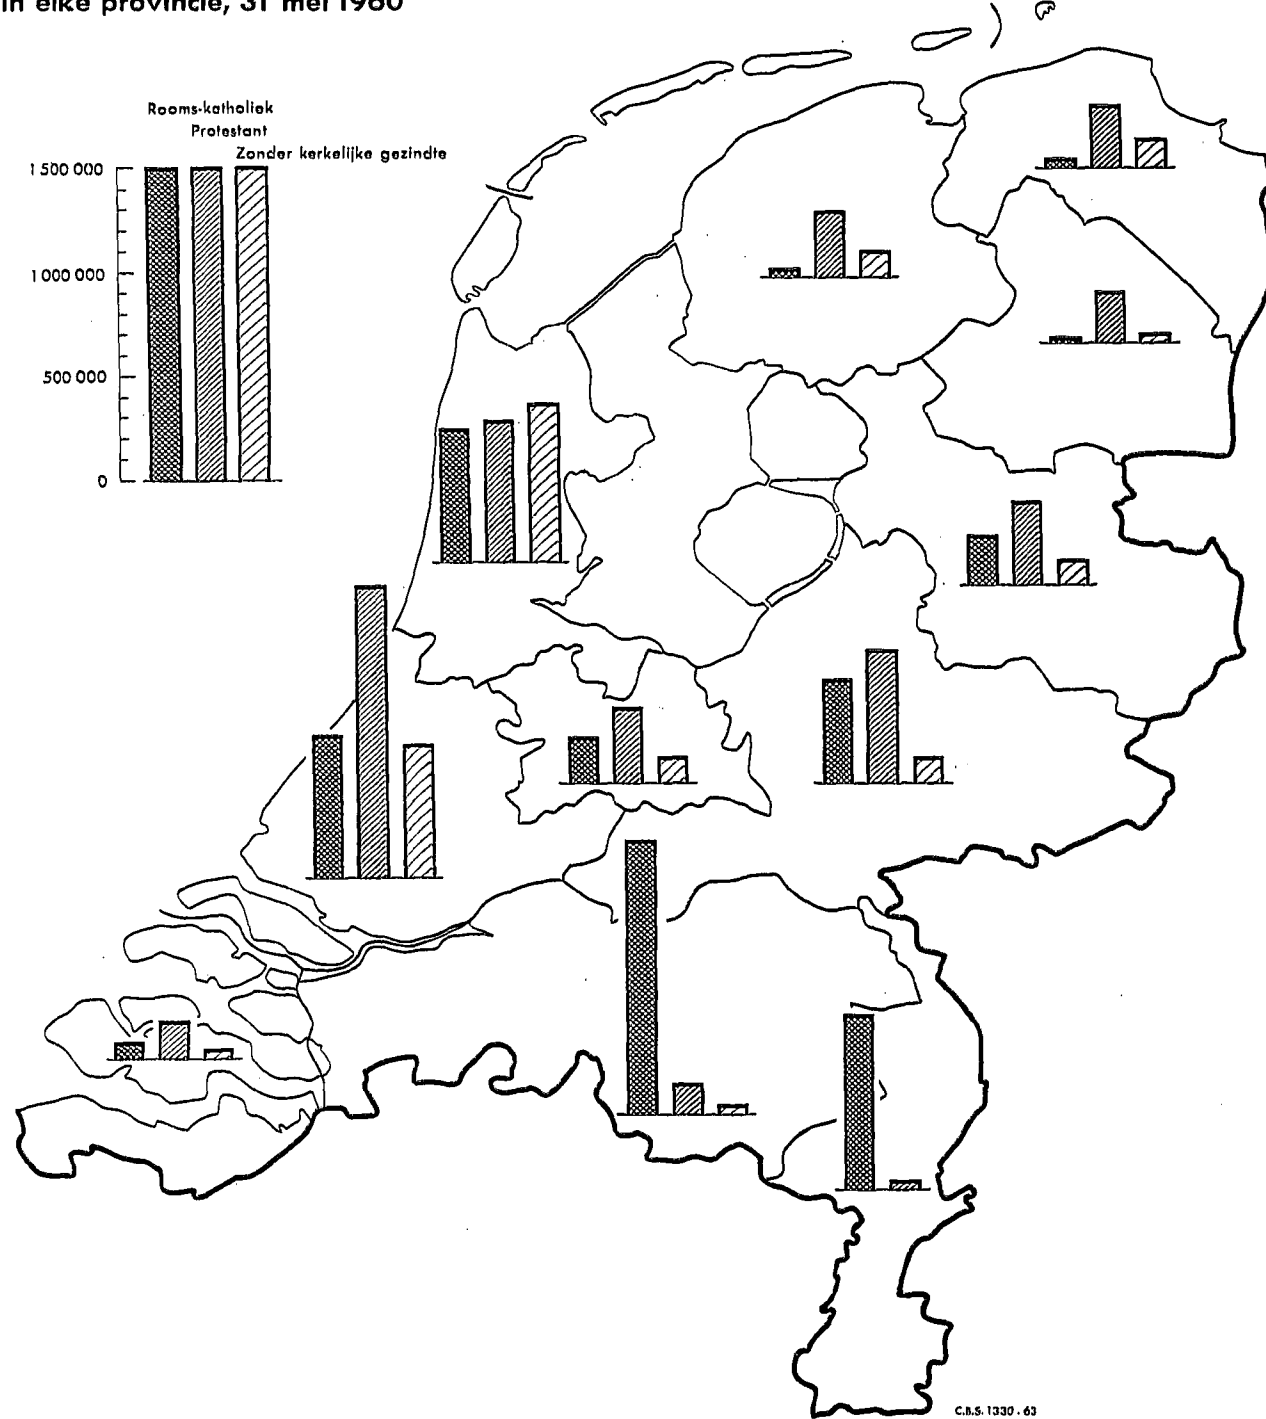 in elke provincie, 31 mei 1960
Rooms-katholiek
Protestant
Zonder kerkelijke gezindte
1 500 000
1 000 000
500 000
0
C.B.S. 1330 - 63